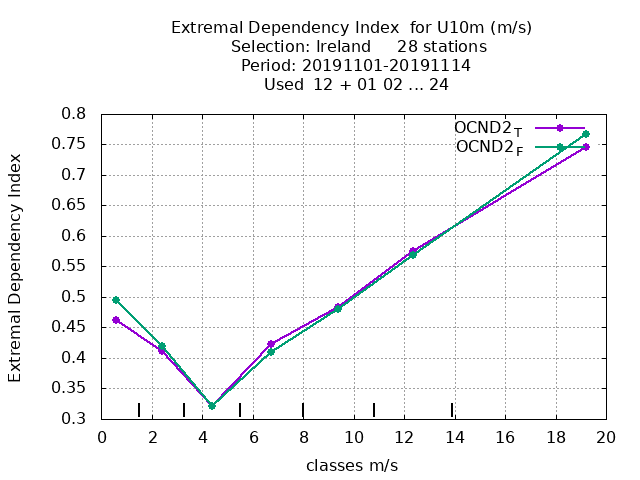 Extremal Dependency Index  for U10m (m/s)
Selection: Ireland     28 stations
Period: 20191101-20191114
Used  12 + 01 02 ... 24
OCND2T
OCND2F
Extremal Dependency Index
0.8
0.75
0.7
0.65
0.6
0.55
0.5
0.45
0.4
0.35
0.3
0 2 4 6 8 10 12 14 16 18 20
classes m/s